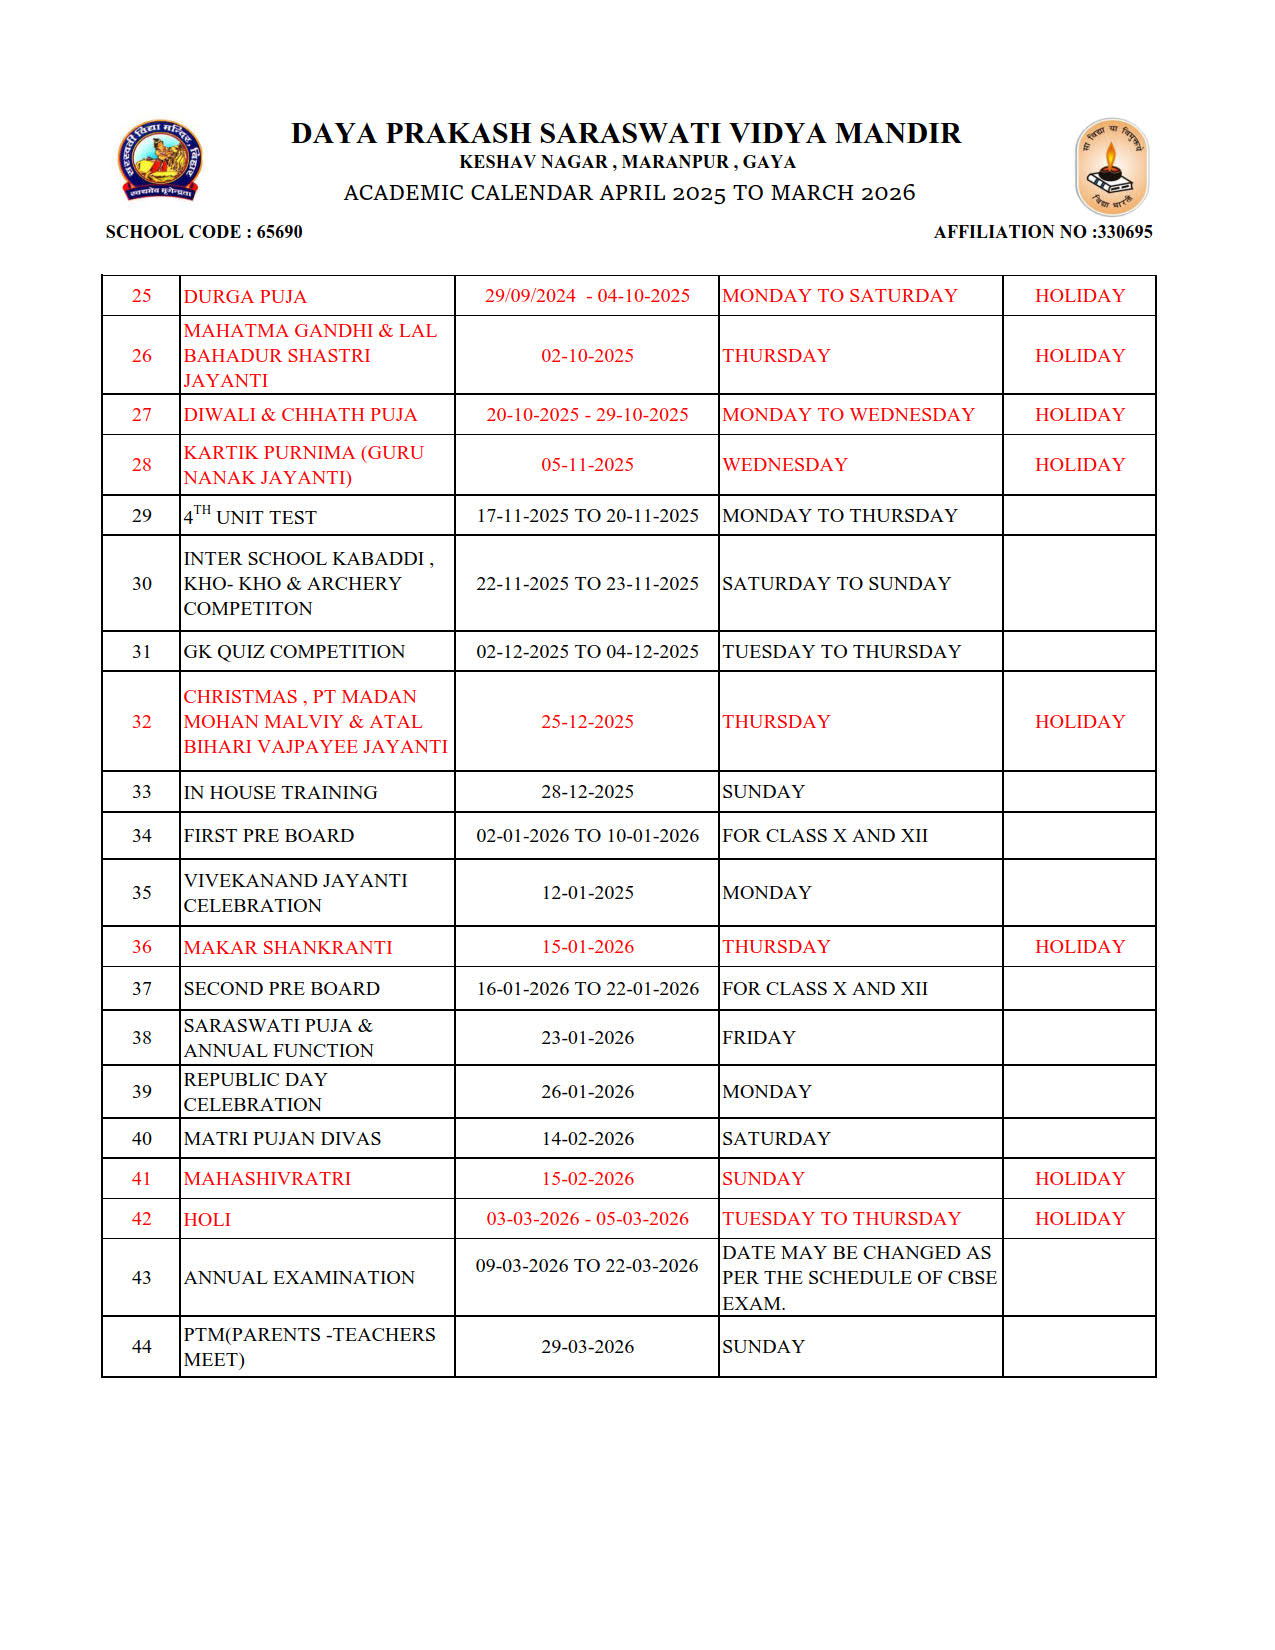 DAYA PRAKASH SARASWATI VIDYA MANDIR
KESHAV NAGAR , MARANPUR , GAYA
ACADEMIC CALENDAR APRIL 2025 TO MARCH 2026
SCHOOL CODE : 65690 AFFILIATION NO :330695
सरस्वती विद्या मन्दिर, बिहार
स्वयमेव मृगेन्द्रता
सा विद्या या विमुक्तये
विद्या भारती
25 DURGA PUJA 29/09/2024 - 04-10-2025 MONDAY TO SATURDAY HOLIDAY
MAHATMA GANDHI & LAL
26 BAHADUR SHASTRI 02-10-2025 THURSDAY HOLIDAY
JAYANTI
27 DIWALI & CHHATH PUJA 20-10-2025 - 29-10-2025 MONDAY TO WEDNESDAY HOLIDAY
KARTIK PURNIMA (GURU
28 05-11-2025 WEDNESDAY HOLIDAY
NANAK JAYANTI)
29 4TH UNIT TEST 17-11-2025 TO 20-11-2025 MONDAY TO THURSDAY
INTER SCHOOL KABADDI ,
30 KHO- KHO & ARCHERY 22-11-2025 TO 23-11-2025 SATURDAY TO SUNDAY
COMPETITON
31 GK QUIZ COMPETITION 02-12-2025 TO 04-12-2025 TUESDAY TO THURSDAY
CHRISTMAS , PT MADAN
32 MOHAN MALVIY & ATAL 25-12-2025 THURSDAY HOLIDAY
BIHARI VAJPAYEE JAYANTI
33 IN HOUSE TRAINING 28-12-2025 SUNDAY
34 FIRST PRE BOARD 02-01-2026 TO 10-01-2026 FOR CLASS X AND XII
VIVEKANAND JAYANTI
35 12-01-2025 MONDAY
CELEBRATION
36 MAKAR SHANKRANTI 15-01-2026 THURSDAY HOLIDAY
37 SECOND PRE BOARD 16-01-2026 TO 22-01-2026 FOR CLASS X AND XII
SARASWATI PUJA &
38 23-01-2026 FRIDAY
ANNUAL FUNCTION
REPUBLIC DAY
39 26-01-2026 MONDAY
CELEBRATION
40 MATRI PUJAN DIVAS 14-02-2026 SATURDAY
41 MAHASHIVRATRI 15-02-2026 SUNDAY HOLIDAY
42 HOLI 03-03-2026 - 05-03-2026 TUESDAY TO THURSDAY HOLIDAY
DATE MAY BE CHANGED AS
43 ANNUAL EXAMINATION 09-03-2026 TO 22-03-2026 PER THE SCHEDULE OF CBSE
EXAM.
PTM(PARENTS -TEACHERS
44 29-03-2026 SUNDAY
MEET)